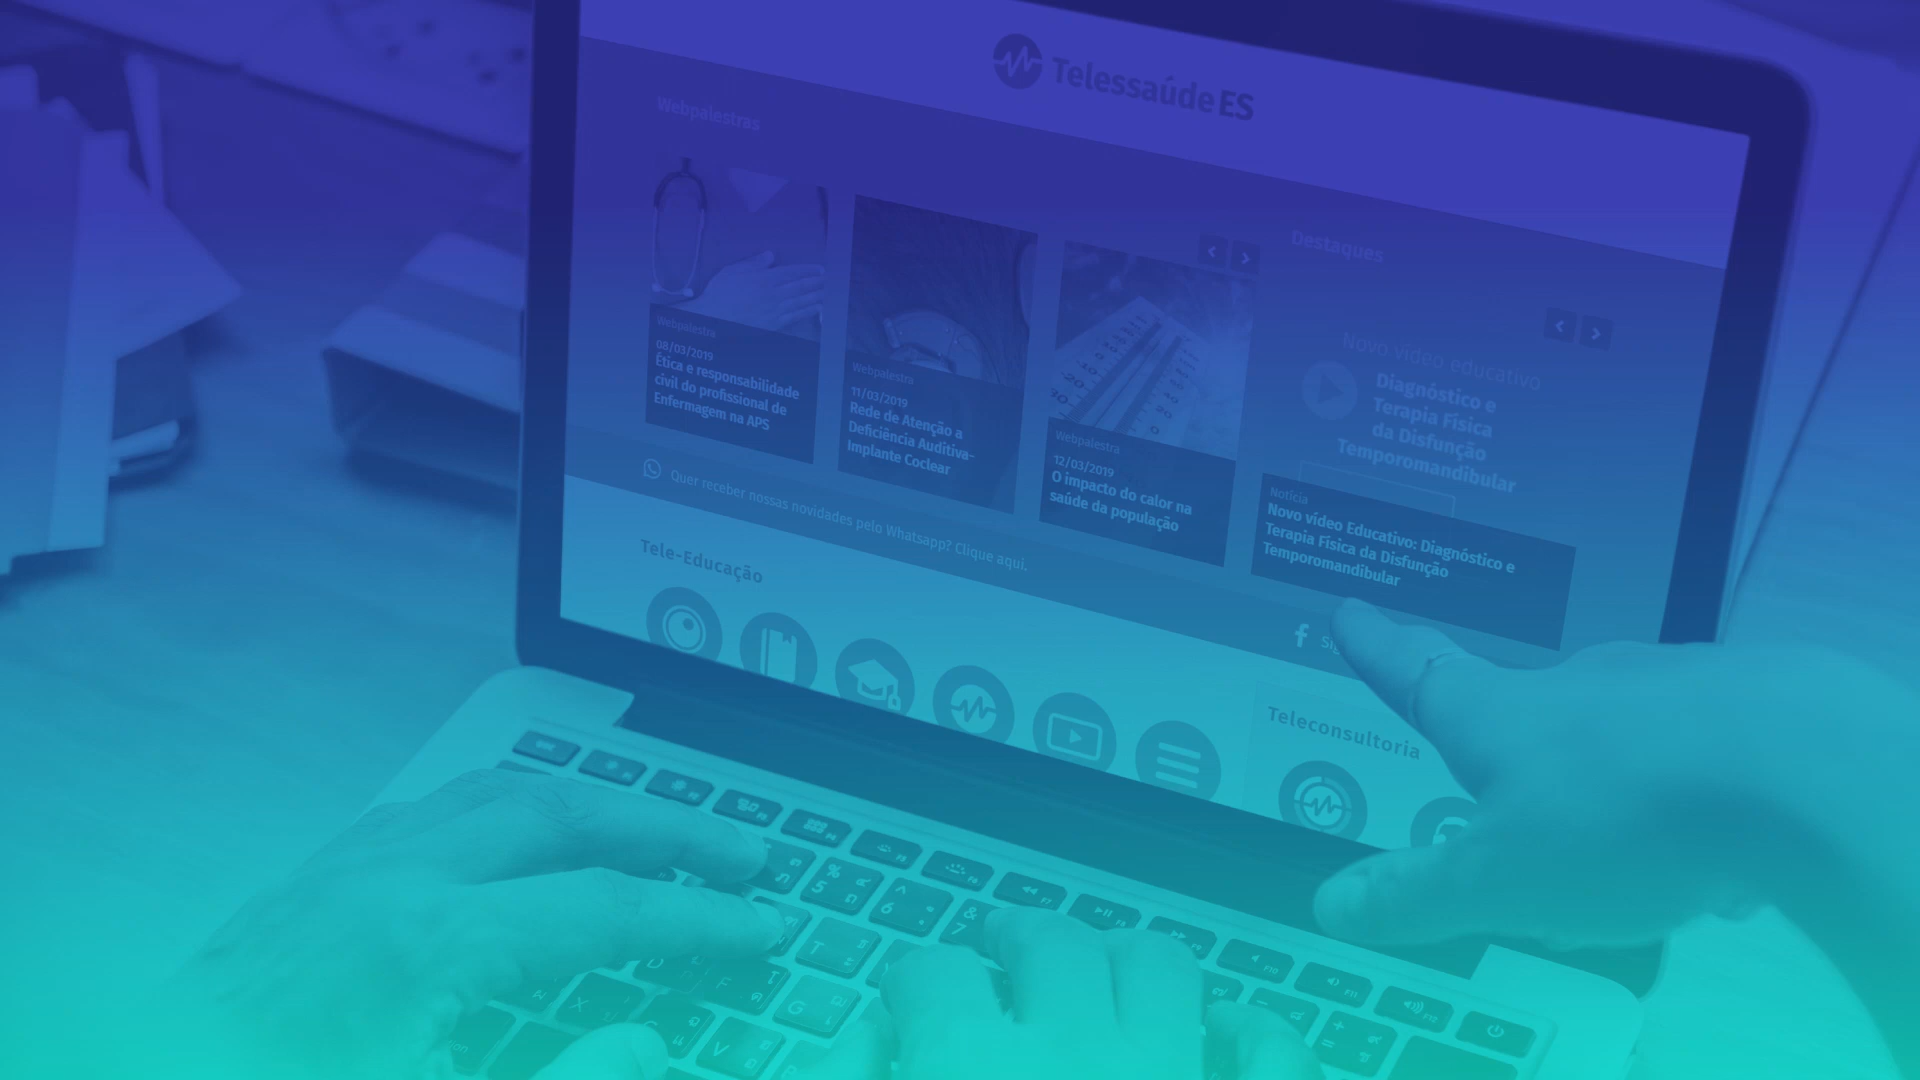 Telessaúde ES
Webpalestras
Webpalestra
08/03/2019
Ética e responsabilidade
civil do profissional de
Enfermagem na APS
Webpalestra
11/03/2019
Rede de Atenção a
Deficiência Auditiva-
Implante Coclear
Webpalestra
12/03/2019
O impacto do calor na
saúde da população
Destaques
Novo vídeo educativo
Diagnóstico e
Terapia Física
da Disfunção
Temporomandibular
Notícia
Novo vídeo Educativo: Diagnóstico e
Terapia Física da Disfunção
Temporomandibular
Quer receber nossas novidades pelo Whatsapp? Clique aqui.
Tele-Educação
Teleconsultoria
%
5
^
6
&
7
T
D
F
G
X
C
V